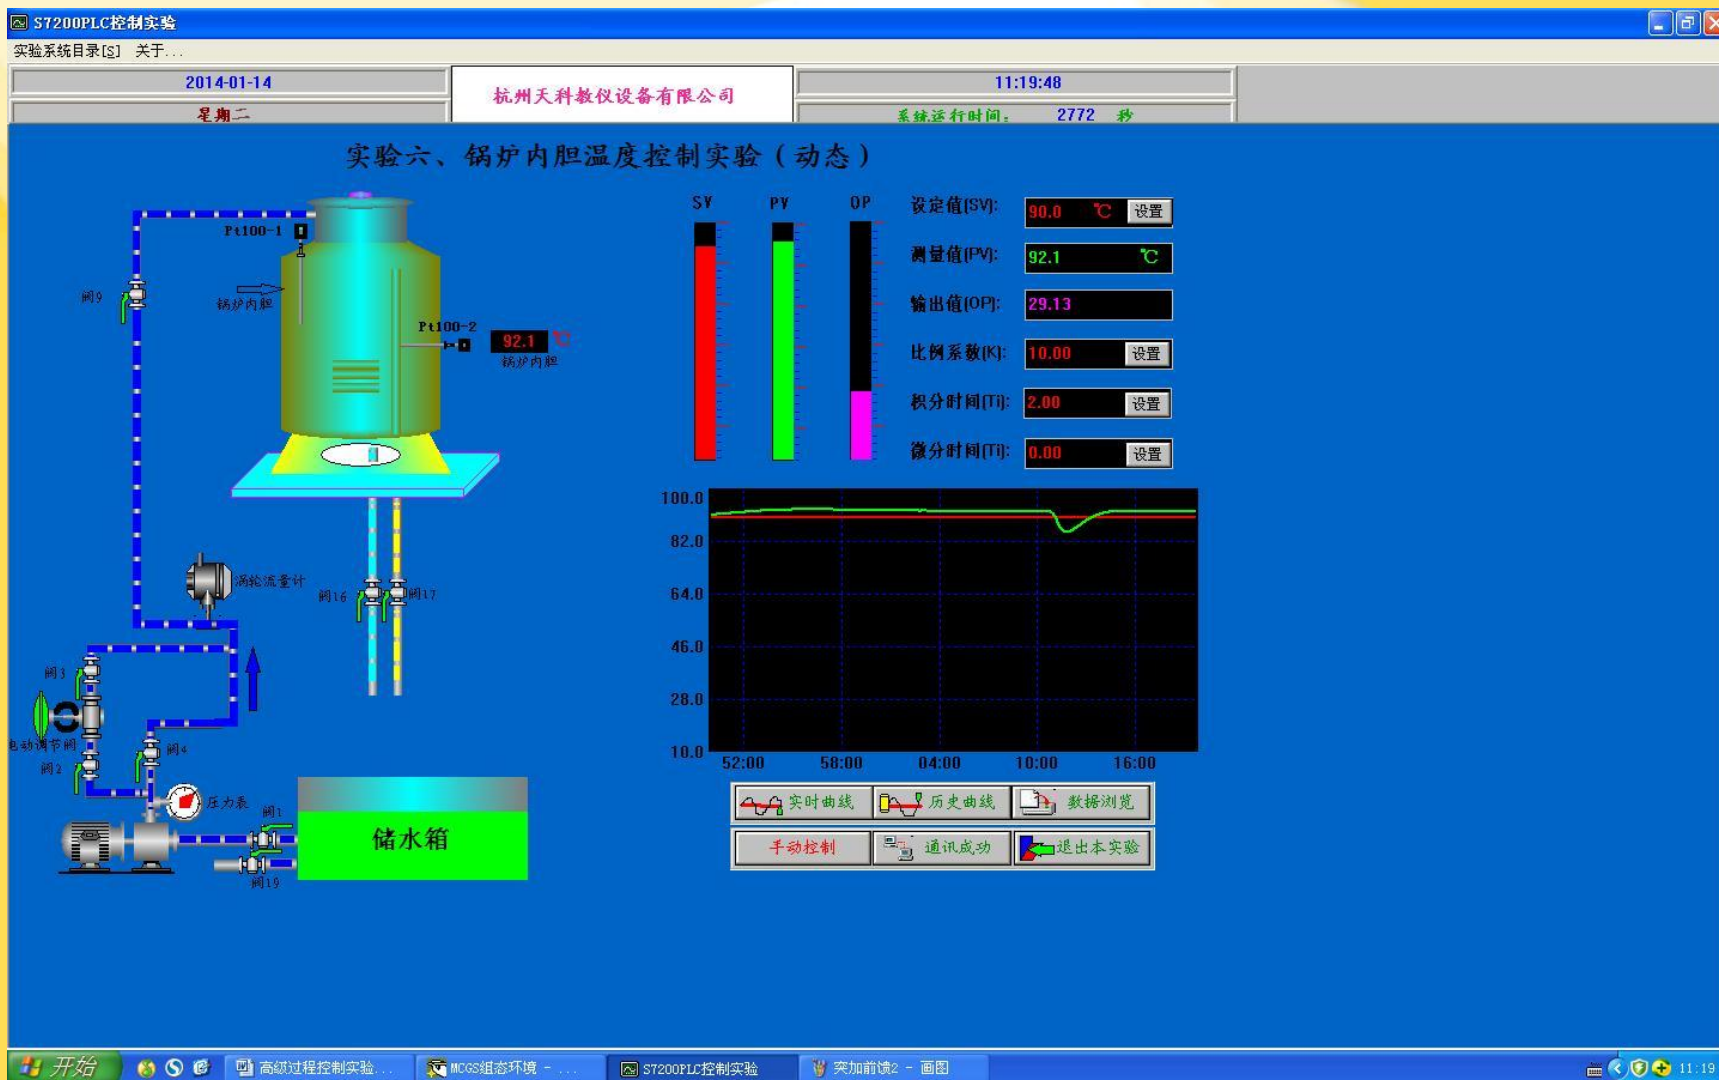 S7200PLC控制实验
实验系统目录[S] 关于...
2014-01-14
杭州天科教仪设备有限公司
11:19:48
星期二
系统运行时间: 2772 秒
实验六、锅炉内胆温度控制实验（动态）
Pt100-1
阀9
锅炉内胆
Pt100-2
92.1 ℃
锅炉内胆
SV PV OP
设定值(SV): 90.0 ℃ 设置
测量值(PV): 92.1 ℃
输出值(OP): 29.13
比例系数(K): 10.00 设置
积分时间(Ti): 2.00 设置
微分时间(Ti): 0.00 设置
100.0
82.0
64.0
46.0
28.0
10.0
52:00 58:00 04:00 10:00 16:00
涡轮流量计
阀16 阀17
阀3
电动调节阀
阀4
阀2
压力表
阀1
储水箱
阀19
实时曲线 历史曲线 数据浏览
手动控制 通讯成功 退出本实验
开始 高级过程控制实验... MCGS组态环境 - ... S7200PLC控制实验 突加前馈2 - 画图 11:19